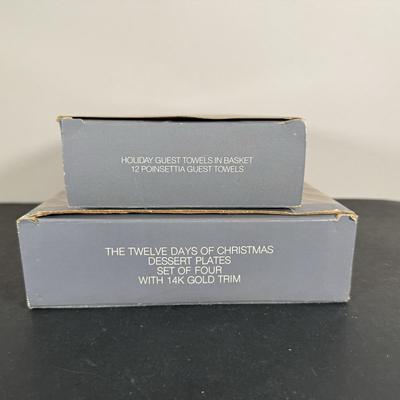 HOLIDAY GUEST TOWELS IN BASKET
12 POINSETTIA GUEST TOWELS
THE TWELVE DAYS OF CHRISTMAS
DESSERT PLATES
SET OF FOUR
WITH 14K GOLD TRIM